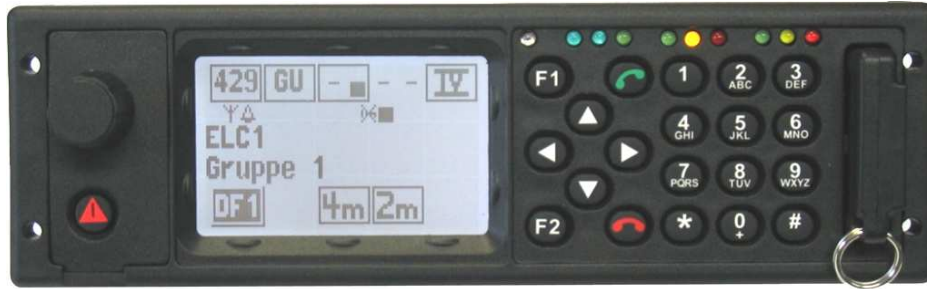 429 GU - - - IV
ELC1
Gruppe 1
DF1 4m 2m
F1 1 2 ABC 3 DEF
4 GHI 5 JKL 6 MNO
7 PQRS 8 TUV 9 WXYZ
F2 * 0 + #